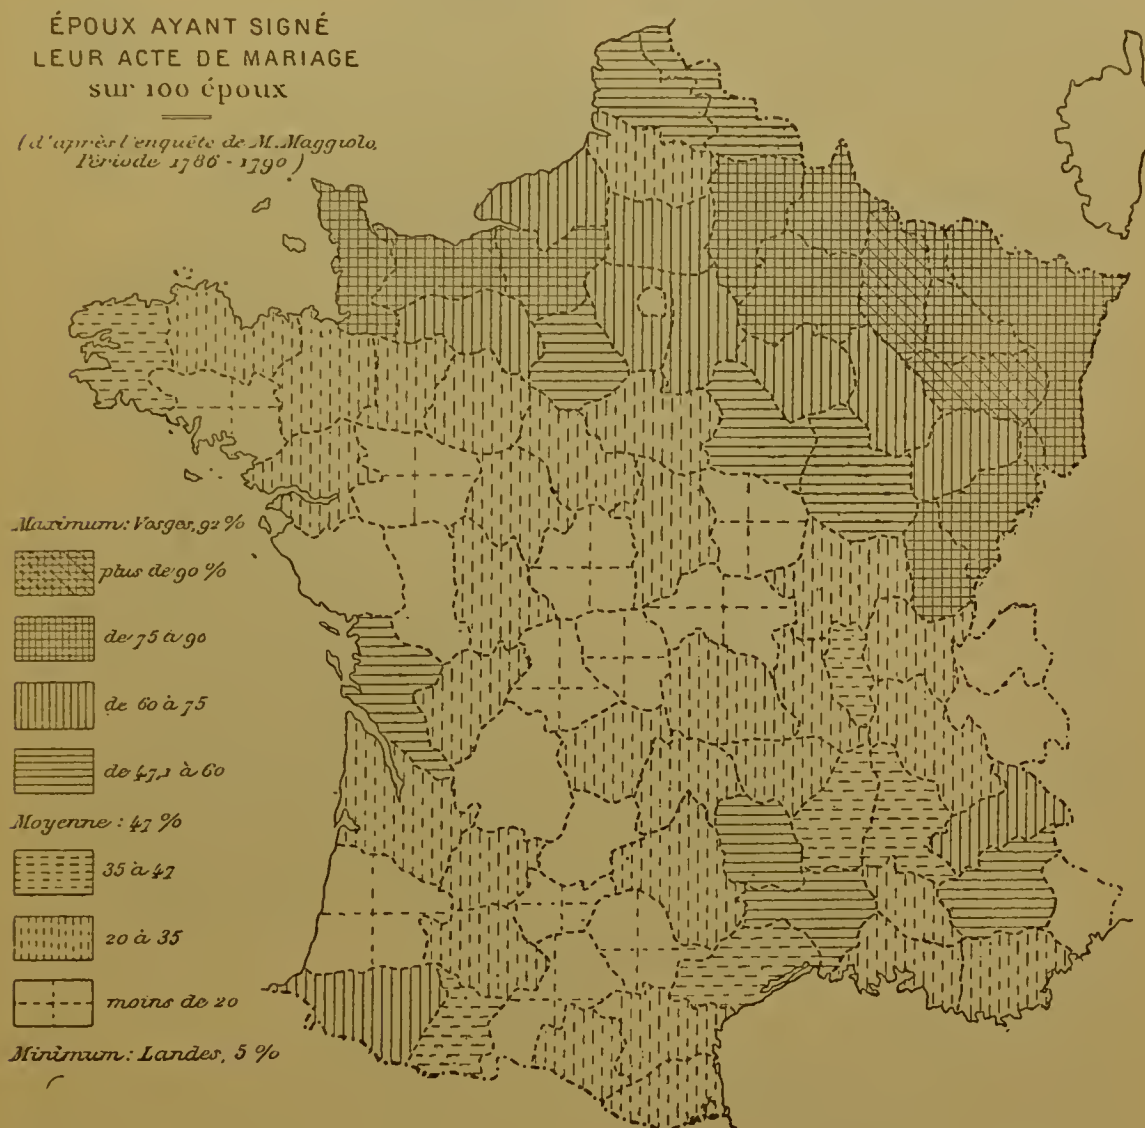 ÉPOUX AYANT SIGNÉ
LEUR ACTE DE MARIAGE
sur 100 époux
(d'après l'enquête de M. Maggiolo,
Période 1786 - 1790)
Maximum: Vosges, 92 %
plus de 90 %
de 75 à 90
de 60 à 75
de 47,1 à 60
Moyenne : 47 %
35 à 47
20 à 35
moins de 20
Minimum: Landes, 5 %